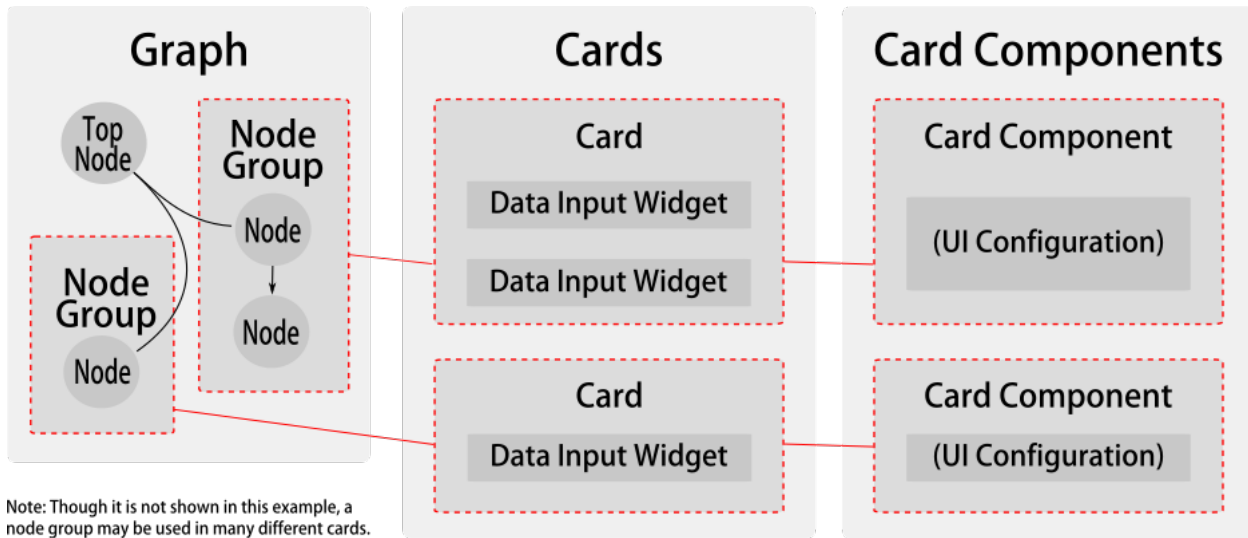 Graph
Top
Node
Node
Group
Node
Node
Node
Group
Node
Note: Though it is not shown in this example, a
node group may be used in many different cards.
Cards
Card
Data Input Widget
Data Input Widget
Card
Data Input Widget
Card Components
Card Component
(UI Configuration)
Card Component
(UI Configuration)